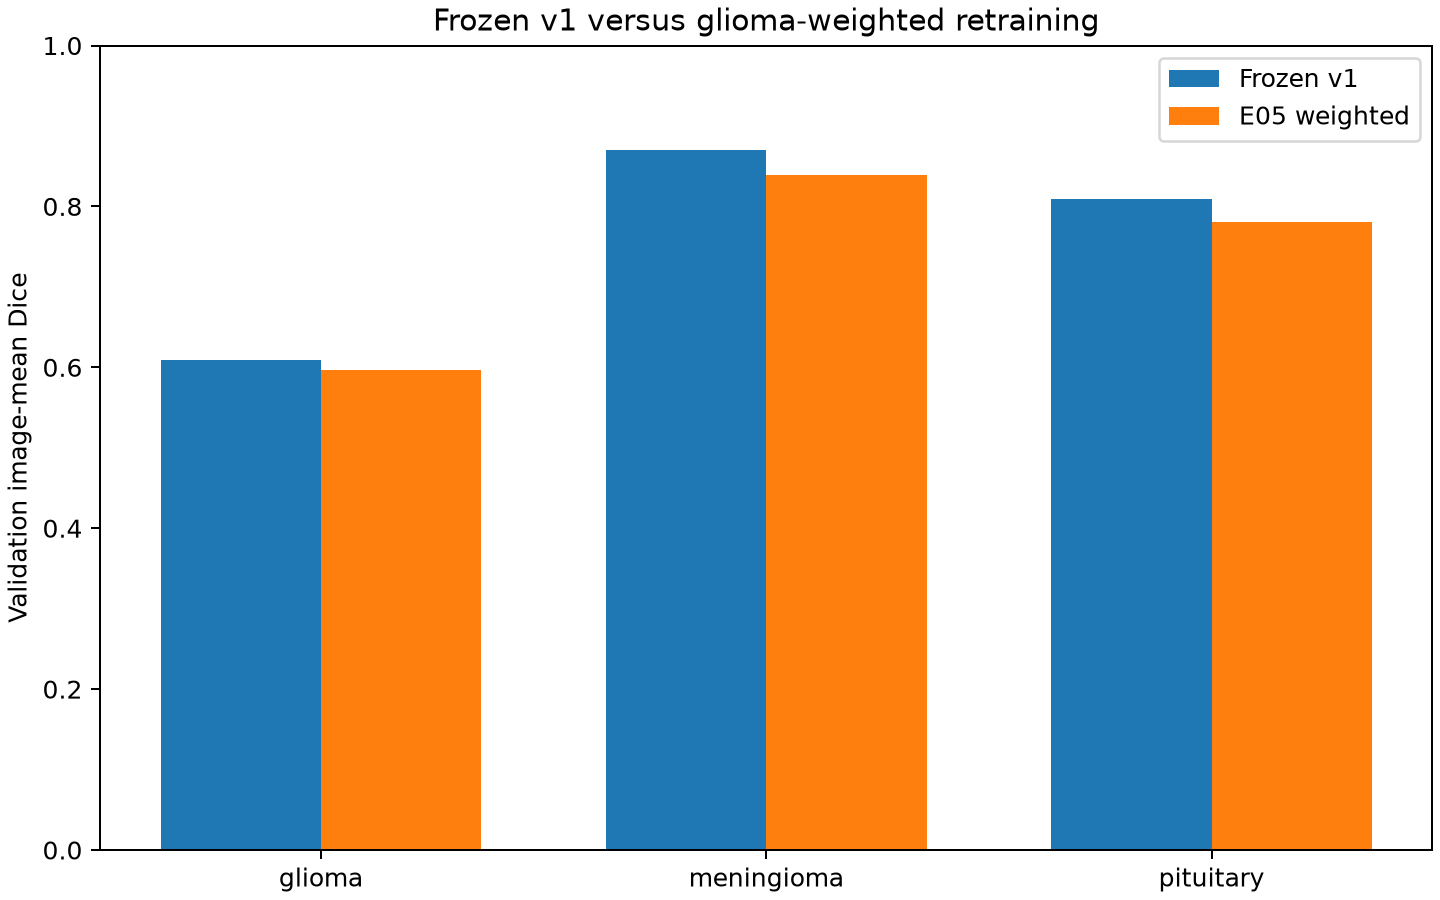 Frozen v1 versus glioma-weighted retraining
Frozen v1
E05 weighted
Validation image-mean Dice
1.0
0.8
0.6
0.4
0.2
0.0
glioma
meningioma
pituitary